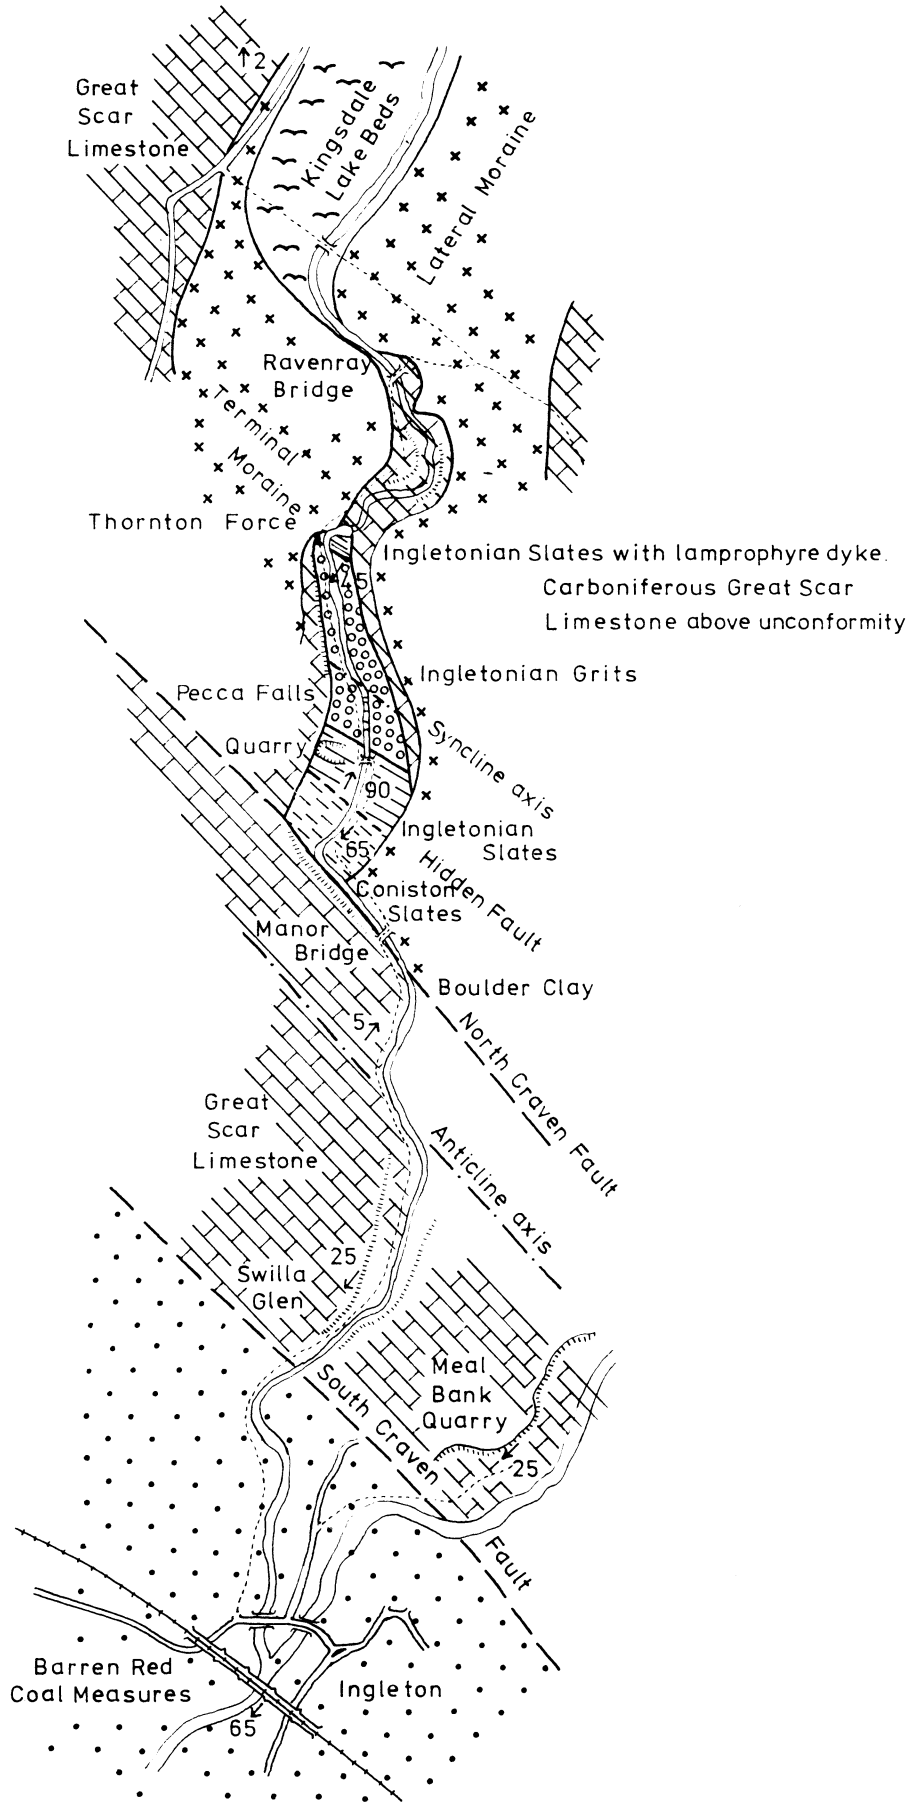 2
Great
Scar
Limestone
Kingsdale
Lake Beds
Lateral Moraine
Ravenray
Bridge
Terminal
Moraine
Thornton Force
Ingletonian Slates with lamprophyre dyke.
Carboniferous Great Scar
Limestone above unconformity
45
Ingletonian Grits
Pecca Falls
Syncline axis
Quarry
90
Ingletonian
Slates
65
Hidden Fault
Coniston
Slates
Manor
Bridge
Boulder Clay
5
North Craven Fault
Great
Scar
Limestone
Anticline axis
25
Swilla
Glen
Meal
Bank
Quarry
South Craven Fault
25
Barren Red
Coal Measures
Ingleton
65